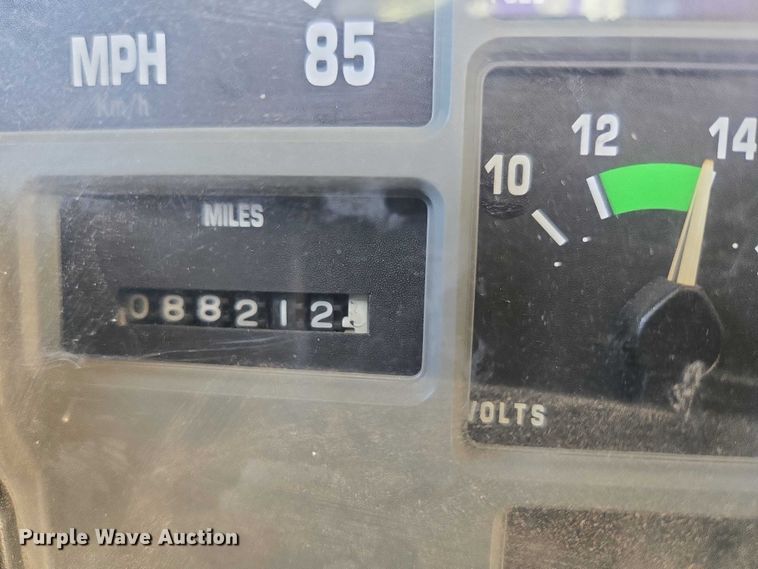 MPH 85
Km/h
MILES
088212
10 12 14
VOLTS
Purple Wave Auction